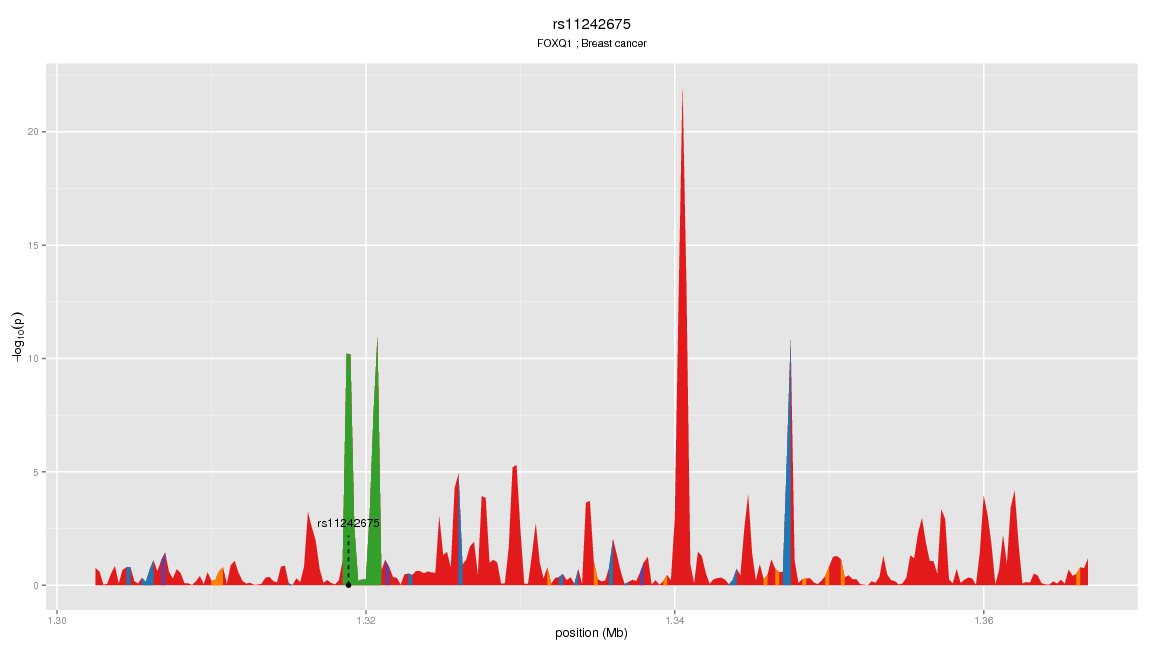 rs11242675
FOXQ1 ; Breast cancer
−log₁₀(p)
20
15
10
5
0
rs11242675
1.30
1.32
1.34
1.36
position (Mb)